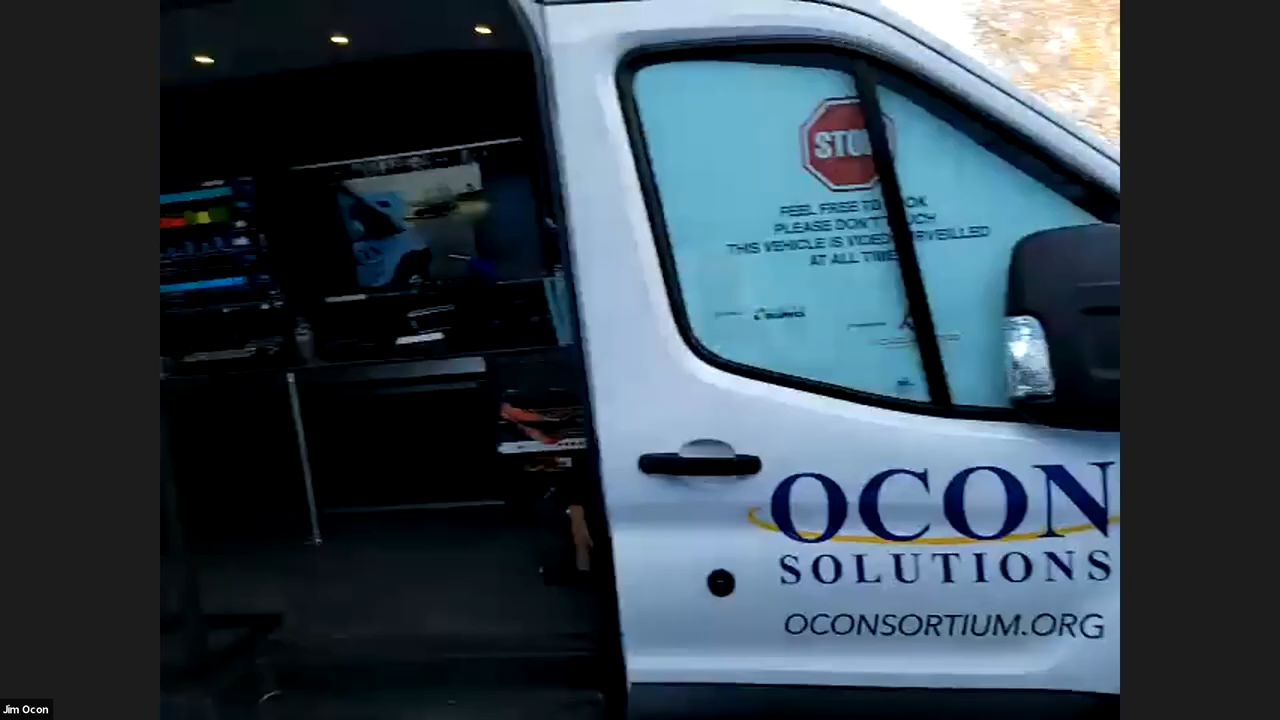 STOP
FEEL FREE TO LOOK
PLEASE DON'T TOUCH
THIS VEHICLE IS VIDEO SURVEILLED
AT ALL TIMES
OCON
SOLUTIONS
OCONSORTIUM.ORG
Jim Ocon